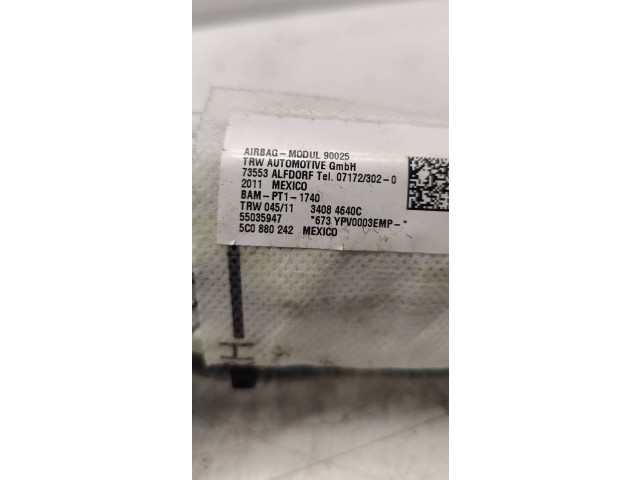 AIRBAG-MODUL 90025
TRW AUTOMOTIVE GmbH
73553 ALFDORF Tel. 07172/302-0
2011 MEXICO
BAM-PT1-1740
TRW 045/11 3408 4640C
55035947 *673 YPV0003EMP-*
5C0 880 242 MEXICO